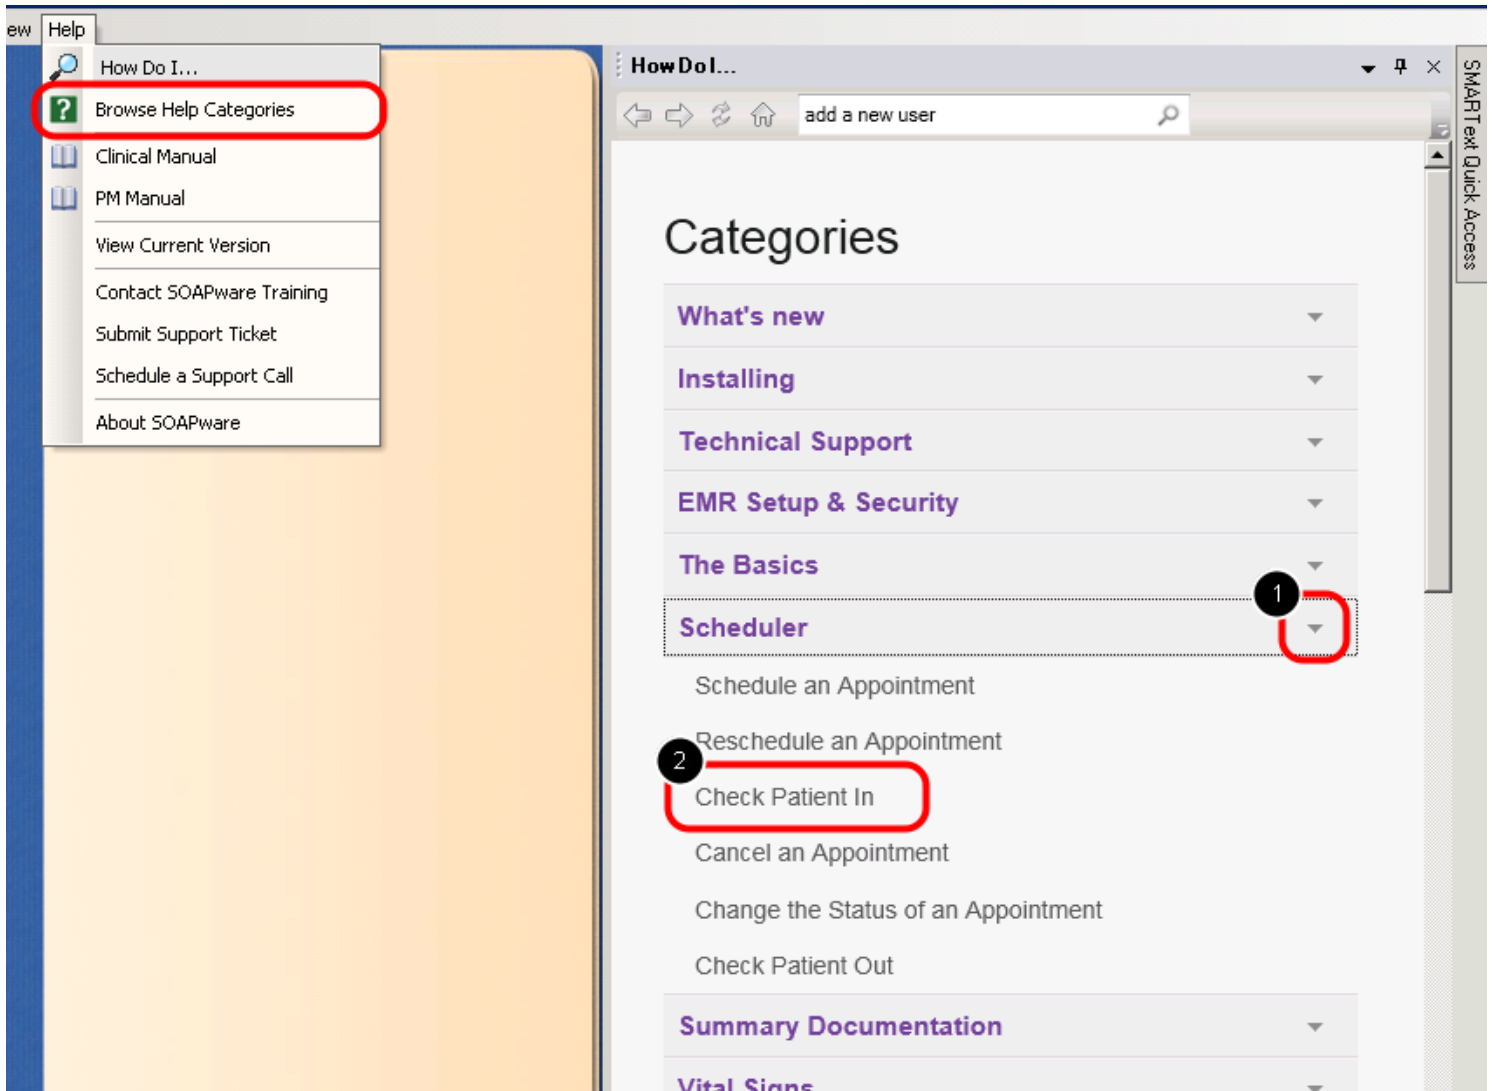 ew Help
How Do I...
Browse Help Categories
Clinical Manual
PM Manual
View Current Version
Contact SOAPware Training
Submit Support Ticket
Schedule a Support Call
About SOAPware
How Do I...
add a new user
Categories
What's new
Installing
Technical Support
EMR Setup & Security
The Basics
1
Scheduler
Schedule an Appointment
Reschedule an Appointment
2
Check Patient In
Cancel an Appointment
Change the Status of an Appointment
Check Patient Out
Summary Documentation
Vital Signs
SMARText Quick Access